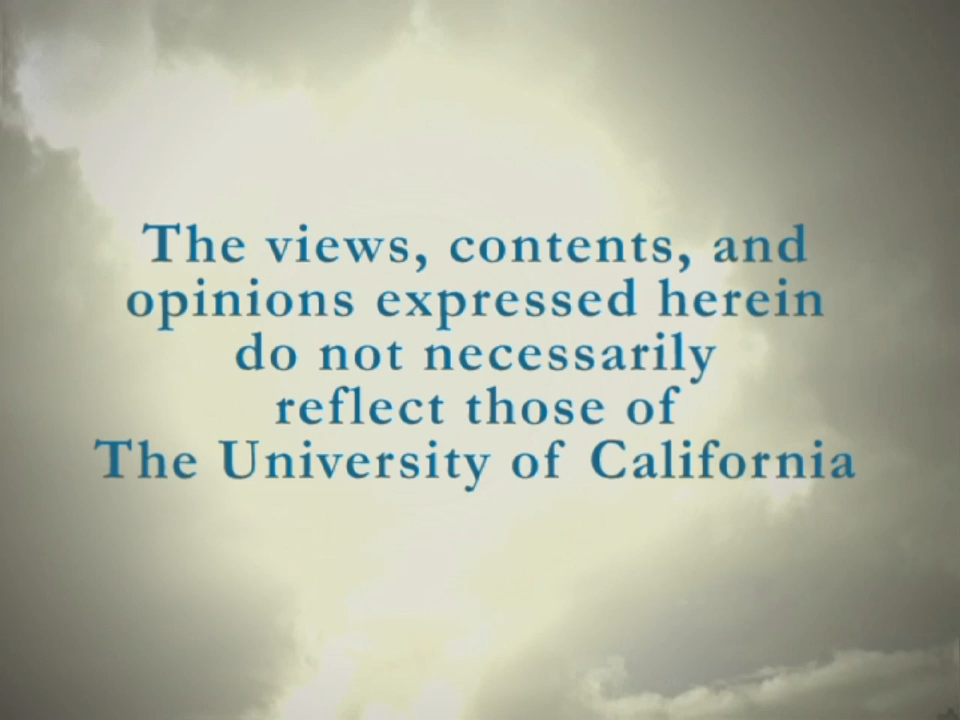 The views, contents, and
opinions expressed herein
do not necessarily
reflect those of
The University of California